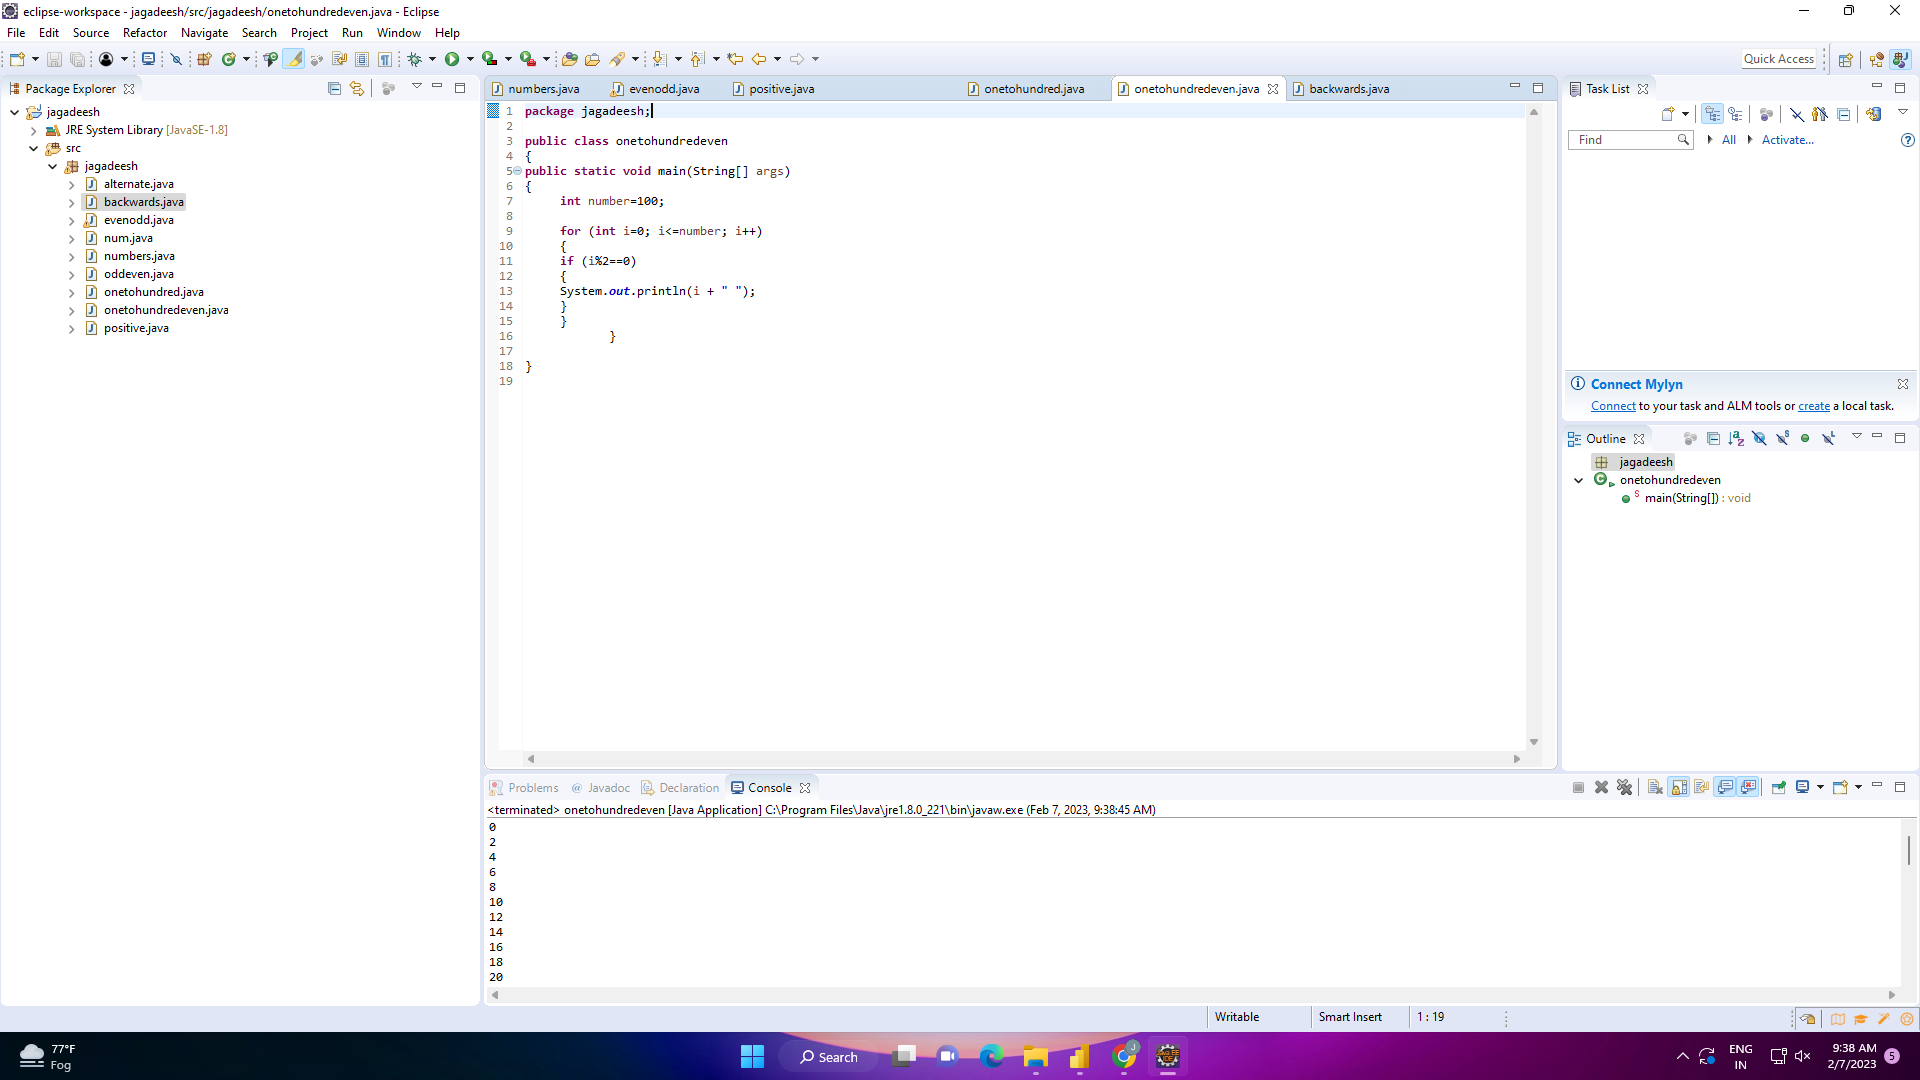 eclipse-workspace - jagadeesh/src/jagadeesh/onetohundredeven.java - Eclipse
File Edit Source Refactor Navigate Search Project Run Window Help
Quick Access
Package Explorer
jagadeesh
JRE System Library [JavaSE-1.8]
src
jagadeesh
alternate.java
backwards.java
evenodd.java
num.java
numbers.java
oddeven.java
onetohundred.java
onetohundredeven.java
positive.java
numbers.java evenodd.java positive.java onetohundred.java onetohundredeven.java backwards.java
1 package jagadeesh;
2
3 public class onetohundredeven
4 {
5 public static void main(String[] args)
6 {
7 int number=100;
8
9 for (int i=0; i<=number; i++)
10 {
11 if (i%2==0)
12 {
13 System.out.println(i + " ");
14 }
15 }
16 }
17
18 }
19
Task List
Find All Activate...
Connect Mylyn
Connect to your task and ALM tools or create a local task.
Outline
jagadeesh
onetohundredeven
main(String[]) : void
Problems @ Javadoc Declaration Console
<terminated> onetohundredeven [Java Application] C:\Program Files\Java\jre1.8.0_221\bin\javaw.exe (Feb 7, 2023, 9:38:45 AM)
0
2
4
6
8
10
12
14
16
18
20
Writable Smart Insert 1 : 19
77°F
Fog
Search
ENG
IN
9:38 AM
2/7/2023
5